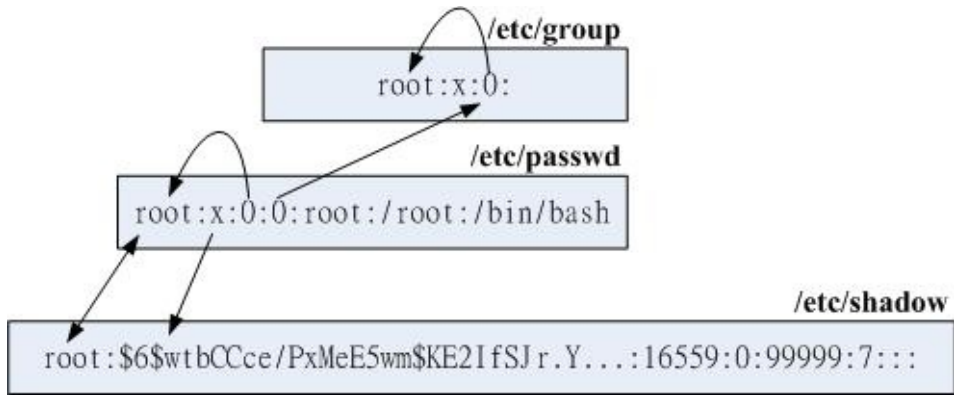 /etc/group
root:x:0:
/etc/passwd
root:x:0:0:root:/root:/bin/bash
/etc/shadow
root:$6$wtbCCce/PxMeE5wm$KE2IfSJr.Y...:16559:0:99999:7:::